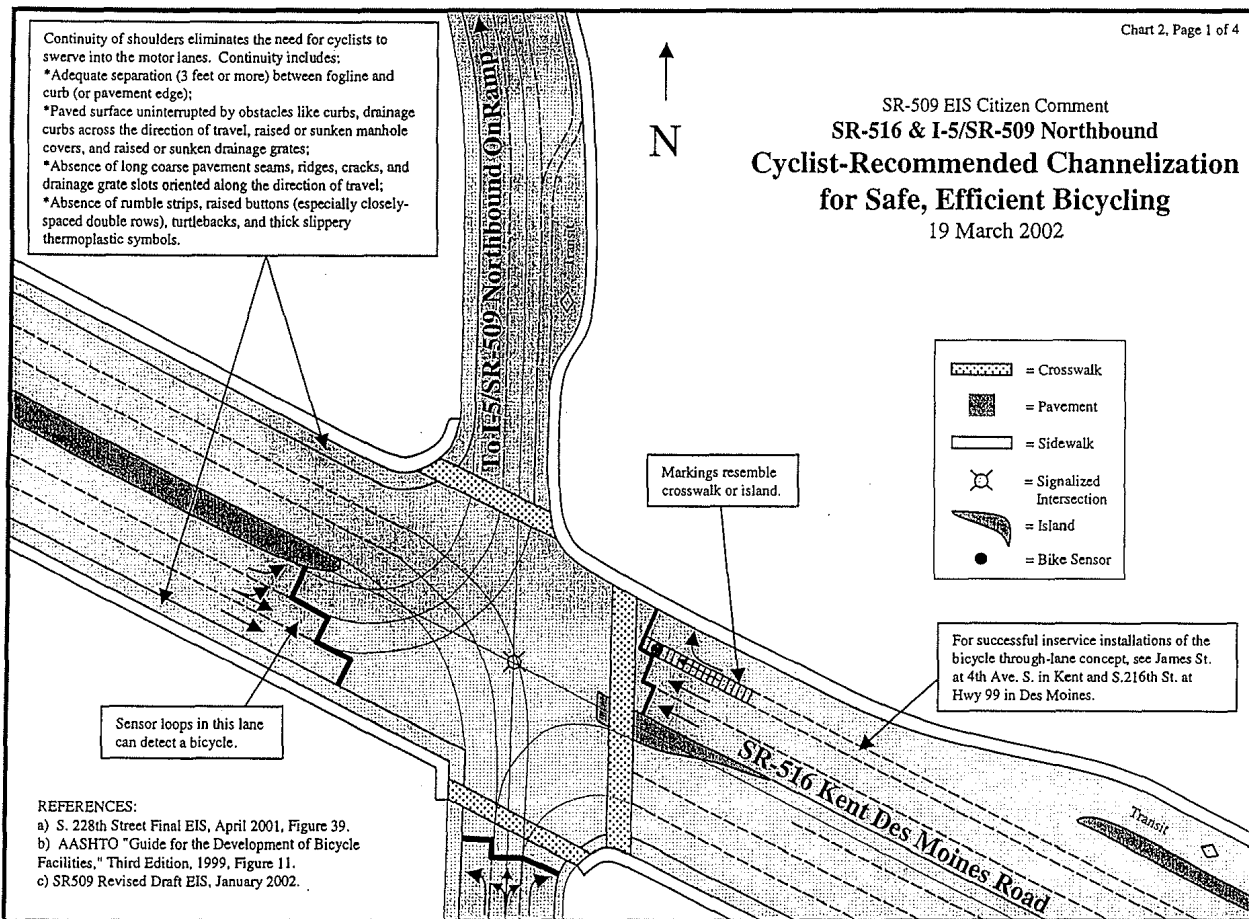 Chart 2, Page 1 of 4
Continuity of shoulders eliminates the need for cyclists to
swerve into the motor lanes. Continuity includes:
*Adequate separation (3 feet or more) between fogline and
curb (or pavement edge);
*Paved surface uninterrupted by obstacles like curbs, drainage
curbs across the direction of travel, raised or sunken manhole
covers, and raised or sunken drainage grates;
*Absence of long coarse pavement seams, ridges, cracks, and
drainage grate slots oriented along the direction of travel;
*Absence of rumble strips, raised buttons (especially closely-
spaced double rows), turtlebacks, and thick slippery
thermoplastic symbols.
N
SR-509 EIS Citizen Comment
SR-516 & I-5/SR-509 Northbound
Cyclist-Recommended Channelization
for Safe, Efficient Bicycling
19 March 2002
To I-5/SR-509 Northbound On Ramp
Transit
= Crosswalk
= Pavement
= Sidewalk
= Signalized
Intersection
= Island
= Bike Sensor
Markings resemble
crosswalk or island.
For successful inservice installations of the
bicycle through-lane concept, see James St.
at 4th Ave. S. in Kent and S.216th St. at
Hwy 99 in Des Moines.
Sensor loops in this lane
can detect a bicycle.
SR-516 Kent Des Moines Road
Transit
REFERENCES:
a) S. 228th Street Final EIS, April 2001, Figure 39.
b) AASHTO "Guide for the Development of Bicycle
Facilities," Third Edition, 1999, Figure 11.
c) SR509 Revised Draft EIS, January 2002.